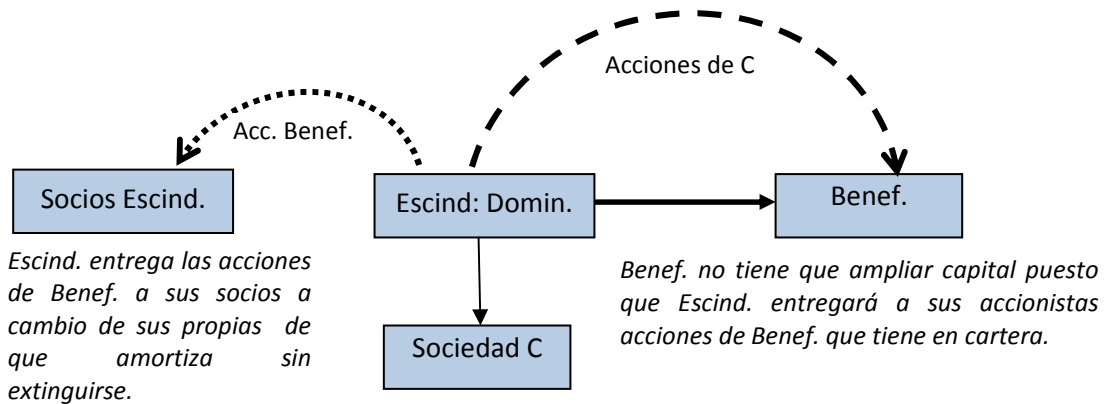 Acciones de C
Acc. Benef.
Socios Escind.
Escind: Domin.
Benef.
Escind. entrega las acciones
de Benef. a sus socios a
cambio de sus propias de
que amortiza sin
extinguirse.
Benef. no tiene que ampliar capital puesto
que Escind. entregará a sus accionistas
acciones de Benef. que tiene en cartera.
Sociedad C